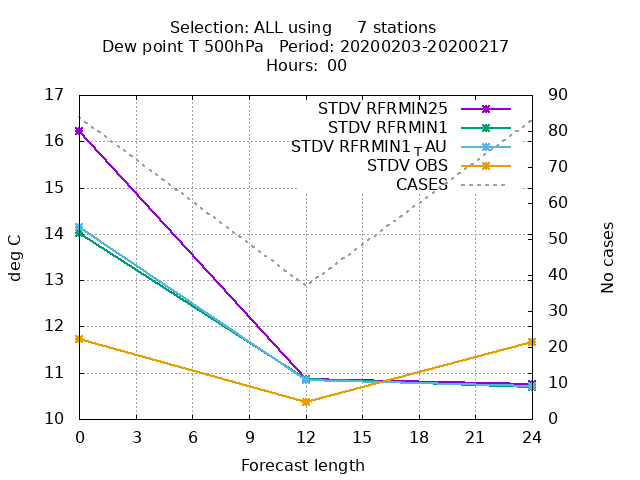 Selection: ALL using     7 stations
Dew point T 500hPa   Period: 20200203-20200217
Hours:  00
STDV RFRMIN25
STDV RFRMIN1
STDV RFRMIN1_TAU
STDV OBS
CASES
17
16
15
14
13
12
11
10
deg C
90
80
70
60
50
40
30
20
10
0
No cases
0 3 6 9 12 15 18 21 24
Forecast length